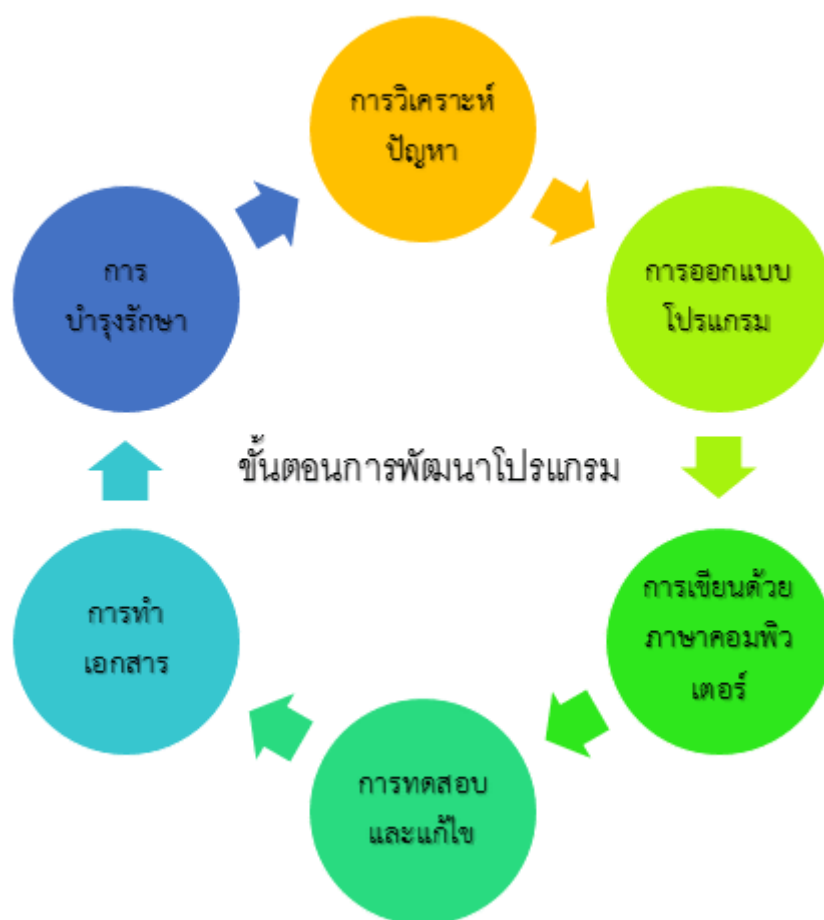 การวิเคราะห์
ปัญหา
การออกแบบ
โปรแกรม
การเขียนด้วย
ภาษาคอมพิว
เตอร์
การทดสอบ
และแก้ไข
การทำ
เอกสาร
การ
บำรุงรักษา
ขั้นตอนการพัฒนาโปรแกรม